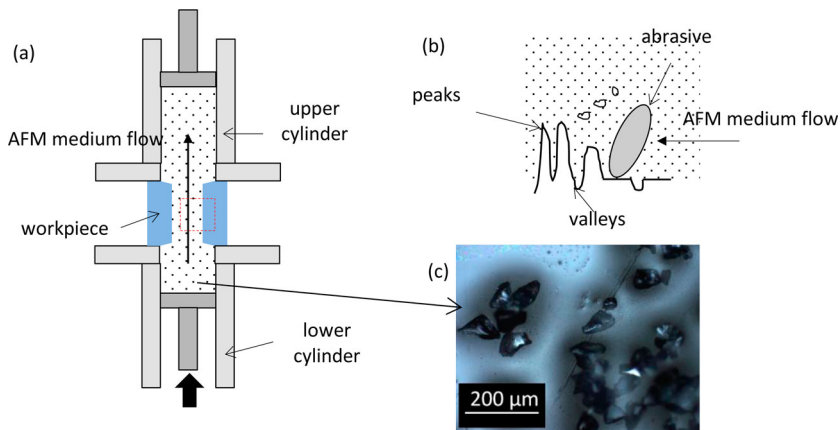 (a)
upper
cylinder
AFM medium flow
workpiece
lower
cylinder
(b)
abrasive
peaks
AFM medium flow
valleys
(c)
200 µm